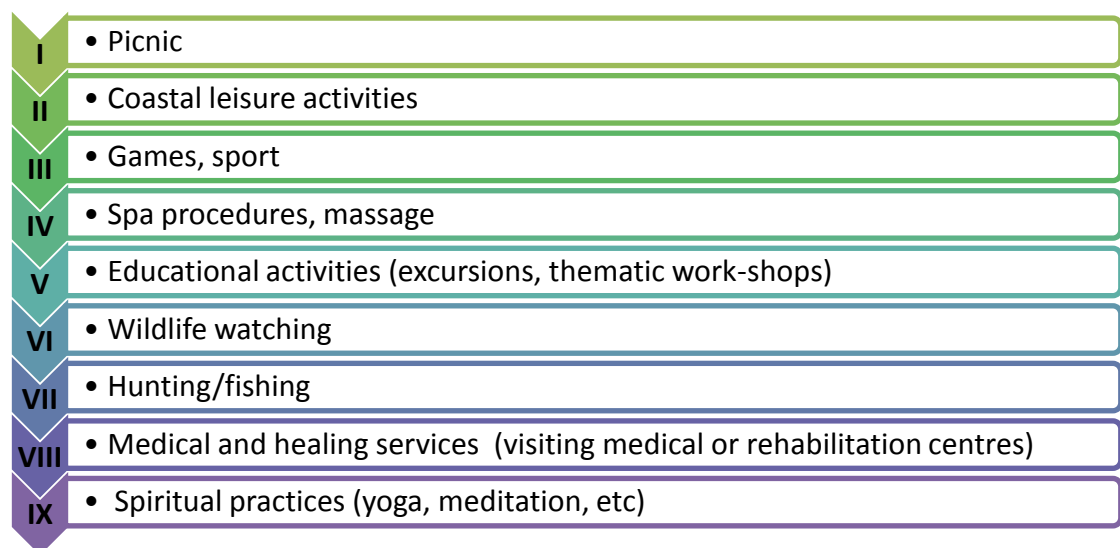 I • Picnic
II • Coastal leisure activities
III • Games, sport
IV • Spa procedures, massage
V • Educational activities (excursions, thematic work-shops)
VI • Wildlife watching
VII • Hunting/fishing
VIII • Medical and healing services (visiting medical or rehabilitation centres)
IX • Spiritual practices (yoga, meditation, etc)